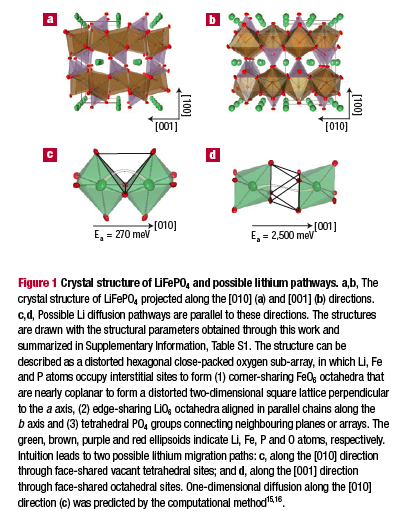 a
b
[100]
[001]
[100]
[010]
c
d
[010]
Ea = 270 meV
[001]
Ea = 2,500 meV
Figure 1 Crystal structure of LiFePO4 and possible lithium pathways. a,b, The
crystal structure of LiFePO4 projected along the [010] (a) and [001] (b) directions.
c,d, Possible Li diffusion pathways are parallel to these directions. The structures
are drawn with the structural parameters obtained through this work and
summarized in Supplementary Information, Table S1. The structure can be
described as a distorted hexagonal close-packed oxygen sub-array, in which Li, Fe
and P atoms occupy interstitial sites to form (1) corner-sharing FeO6 octahedra that
are nearly coplanar to form a distorted two-dimensional square lattice perpendicular
to the a axis, (2) edge-sharing LiO6 octahedra aligned in parallel chains along the
b axis and (3) tetrahedral PO4 groups connecting neighbouring planes or arrays. The
green, brown, purple and red ellipsoids indicate Li, Fe, P and O atoms, respectively.
Intuition leads to two possible lithium migration paths: c, along the [010] direction
through face-shared vacant tetrahedral sites; and d, along the [001] direction
through face-shared octahedral sites. One-dimensional diffusion along the [010]
direction (c) was predicted by the computational method15,16.